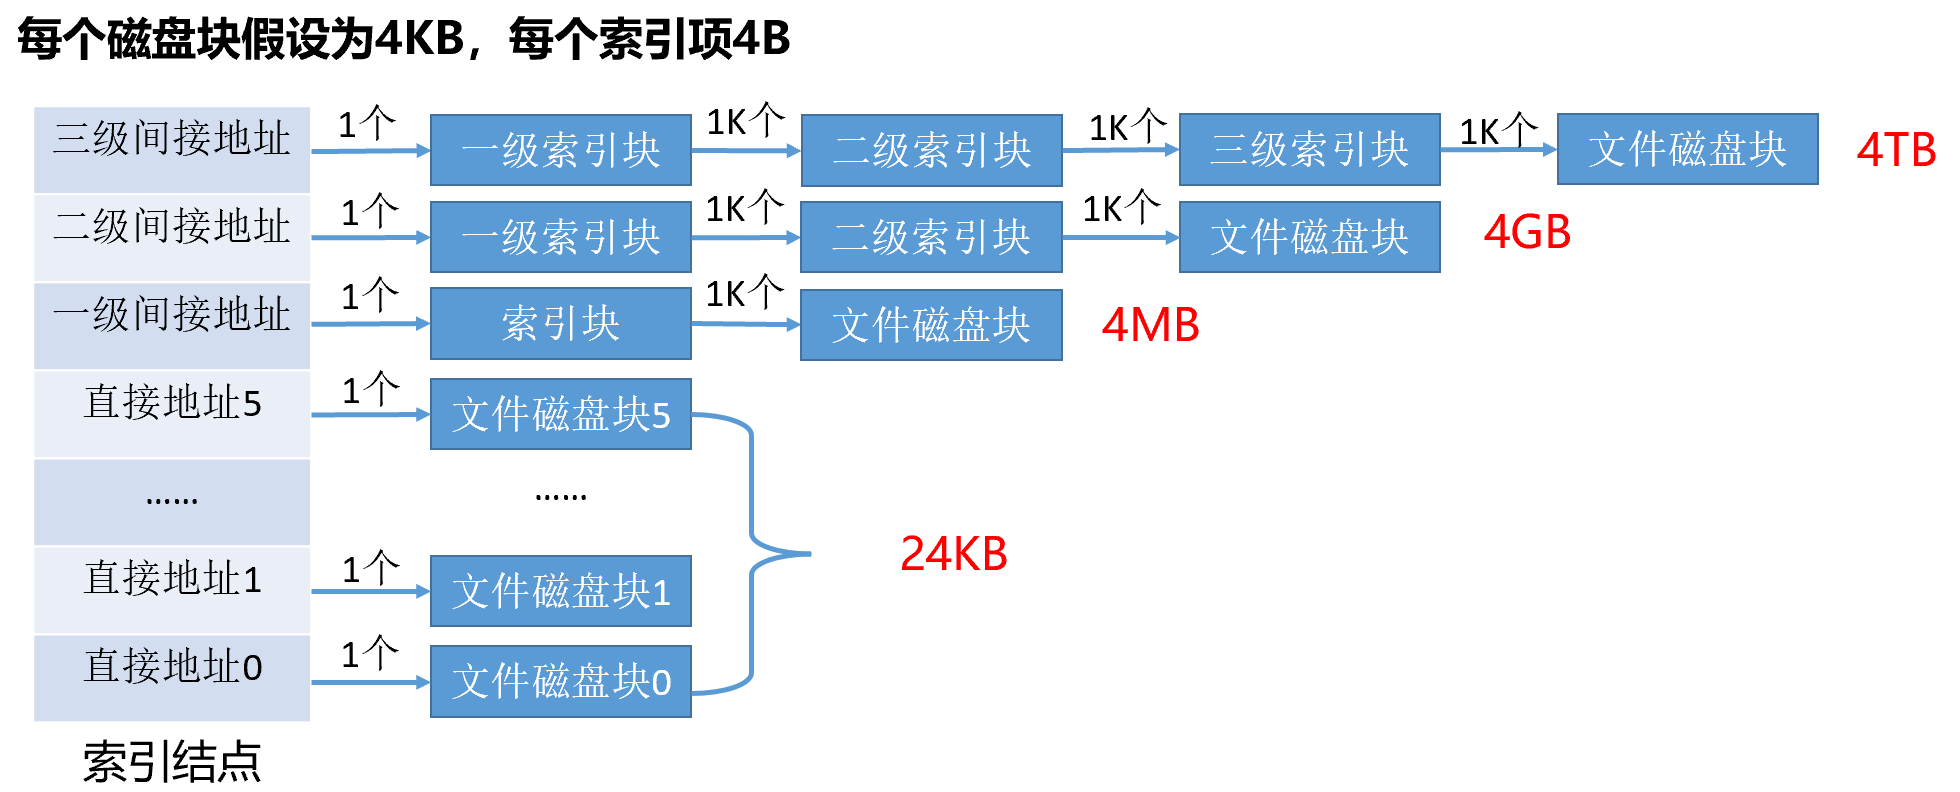 每个磁盘块假设为4KB，每个索引项4B
三级间接地址 1个 一级索引块 1K个 二级索引块 1K个 三级索引块 1K个 文件磁盘块 4TB
二级间接地址 1个 一级索引块 1K个 二级索引块 1K个 文件磁盘块 4GB
一级间接地址 1个 索引块 1K个 文件磁盘块 4MB
直接地址5 1个 文件磁盘块5
…… ……
24KB
直接地址1 1个 文件磁盘块1
直接地址0 1个 文件磁盘块0
索引结点